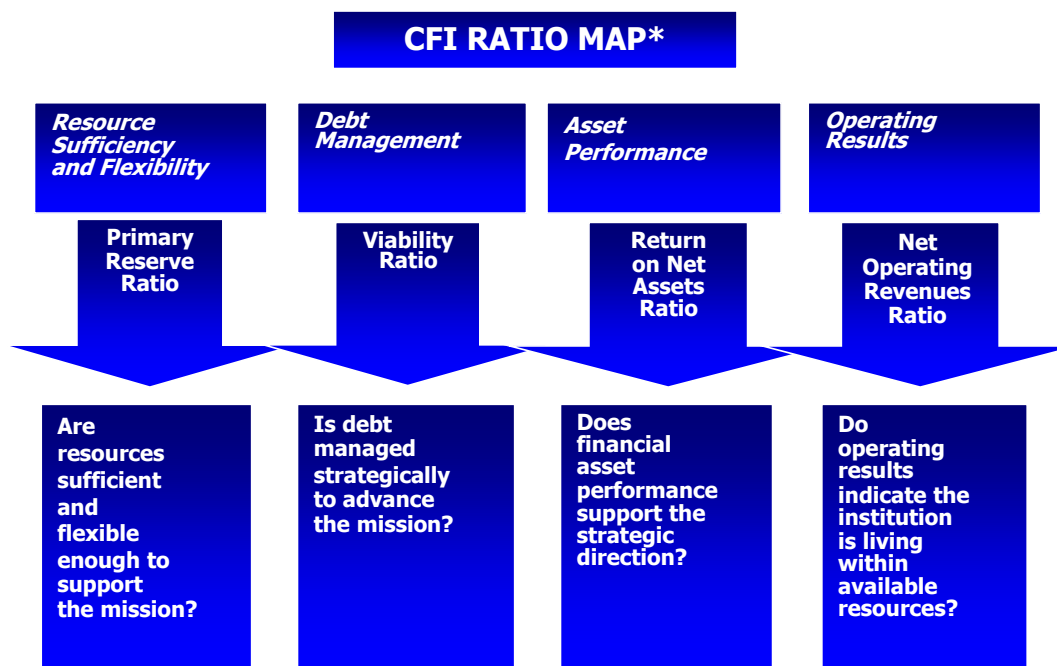 CFI RATIO MAP*
Resource
Sufficiency
and Flexibility
Debt
Management
Asset
Performance
Operating
Results
Primary
Reserve
Ratio
Viability
Ratio
Return
on Net
Assets
Ratio
Net
Operating
Revenues
Ratio
Are
resources
sufficient
and
flexible
enough to
support
the mission?
Is debt
managed
strategically
to advance
the mission?
Does
financial
asset
performance
support the
strategic
direction?
Do
operating
results
indicate the
institution
is living
within
available
resources?